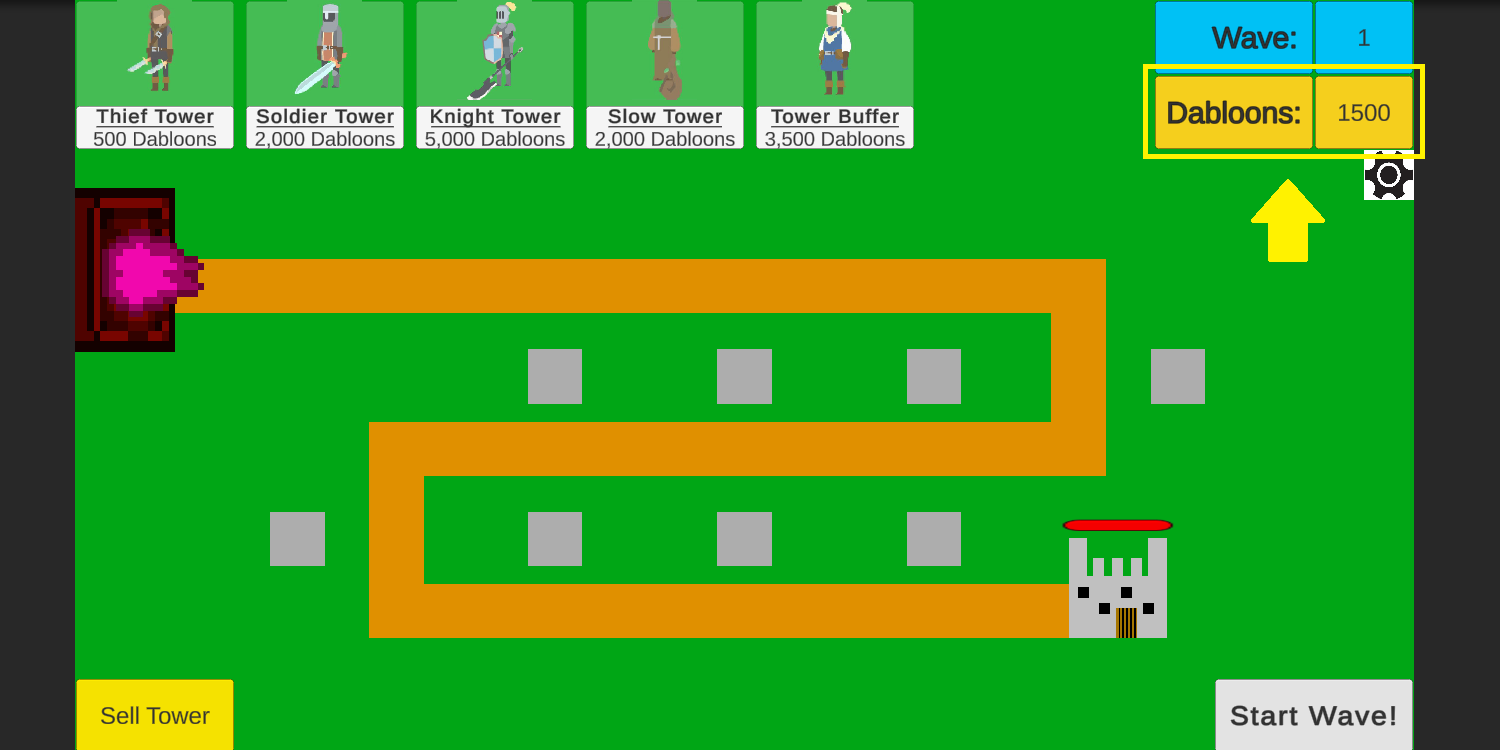 Thief Tower
500 Dabloons
Soldier Tower
2,000 Dabloons
Knight Tower
5,000 Dabloons
Slow Tower
2,000 Dabloons
Tower Buffer
3,500 Dabloons
Wave: 1
Dabloons: 1500
Sell Tower
Start Wave!